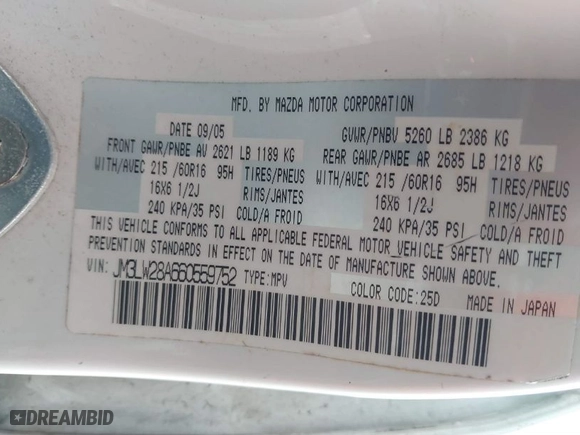 MFD. BY MAZDA MOTOR CORPORATION
DATE 09/05 GVWR/PNBV 5260 LB 2386 KG
FRONT GAWR/PNBE AV 2621 LB 1189 KG REAR GAWR/PNBE AR 2685 LB 1218 KG
WITH/AVEC 215 /60R16 95H TIRES/PNEUS WITH/AVEC 215 /60R16 95H TIRES/PNEUS
16X6 1/2J RIMS/JANTES 16X6 1/2J RIMS/JANTES
240 KPA/35 PSI COLD/A FROID 240 KPA/35 PSI COLD/A FROID
THIS VEHICLE CONFORMS TO ALL APPLICABLE FEDERAL MOTOR VEHICLE SAFETY AND THEFT
PREVENTION STANDARDS IN EFFECT ON THE DATE OF MANUFACTURE SHOWN ABOVE.
VIN: JM3LW28A660559752 TYPE:MPV COLOR CODE:25D MADE IN JAPAN
DREAMBID